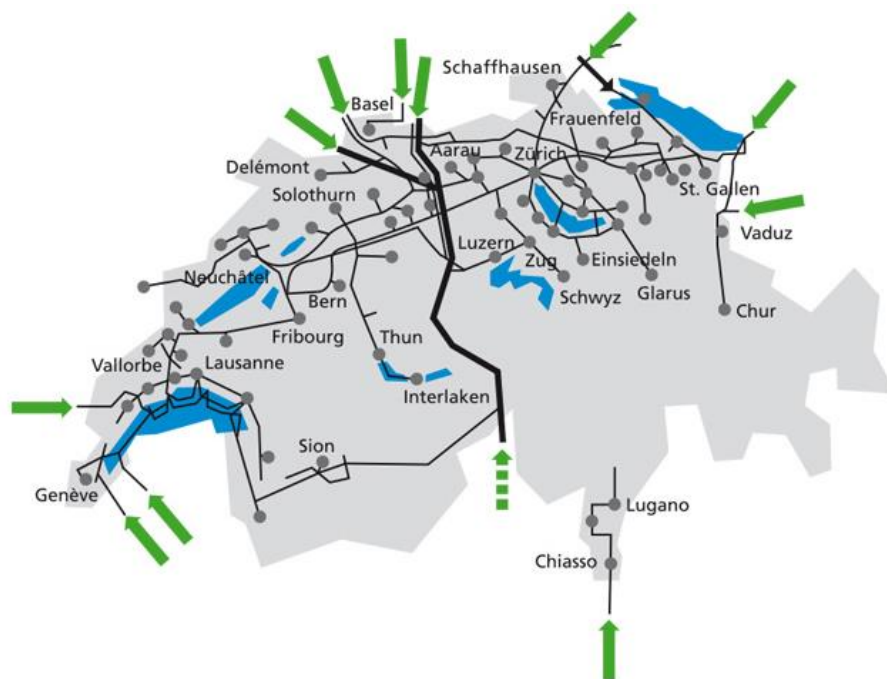 Schaffhausen
Basel
Frauenfeld
Aarau
Zürich
Delémont
Solothurn
St. Gallen
Vaduz
Luzern
Zug
Einsiedeln
Neuchâtel
Bern
Schwyz
Glarus
Chur
Fribourg
Thun
Vallorbe
Lausanne
Interlaken
Sion
Genève
Lugano
Chiasso